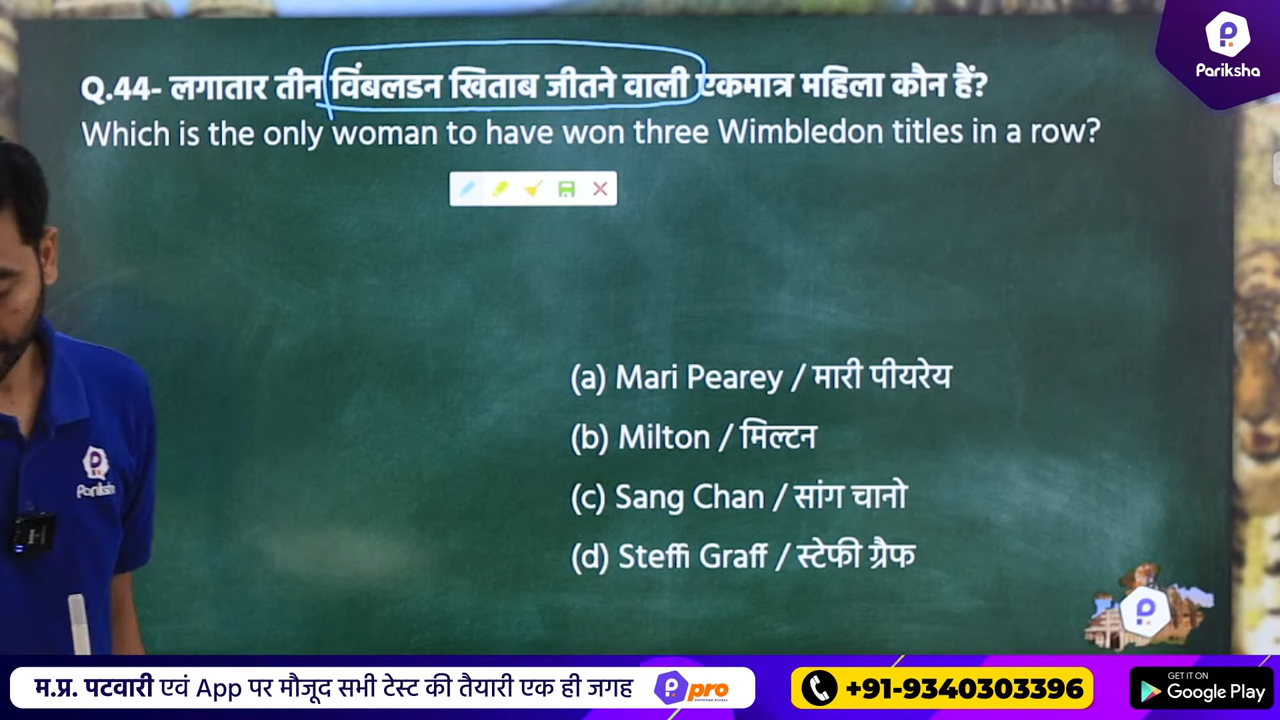 Pariksha
Q.44- लगातार तीन विंबलडन खिताब जीतने वाली एकमात्र महिला कौन हैं?
Which is the only woman to have won three Wimbledon titles in a row?
(a) Mari Pearey / मारी पीयरेय
(b) Milton / मिल्टन
(c) Sang Chan / सांग चानो
(d) Steffi Graff / स्टेफी ग्रैफ
Pariksha
म.प्र. पटवारी एवं App पर मौजूद सभी टेस्ट की तैयारी एक ही जगह
pro
+91-9340303396
GET IT ON
Google Play